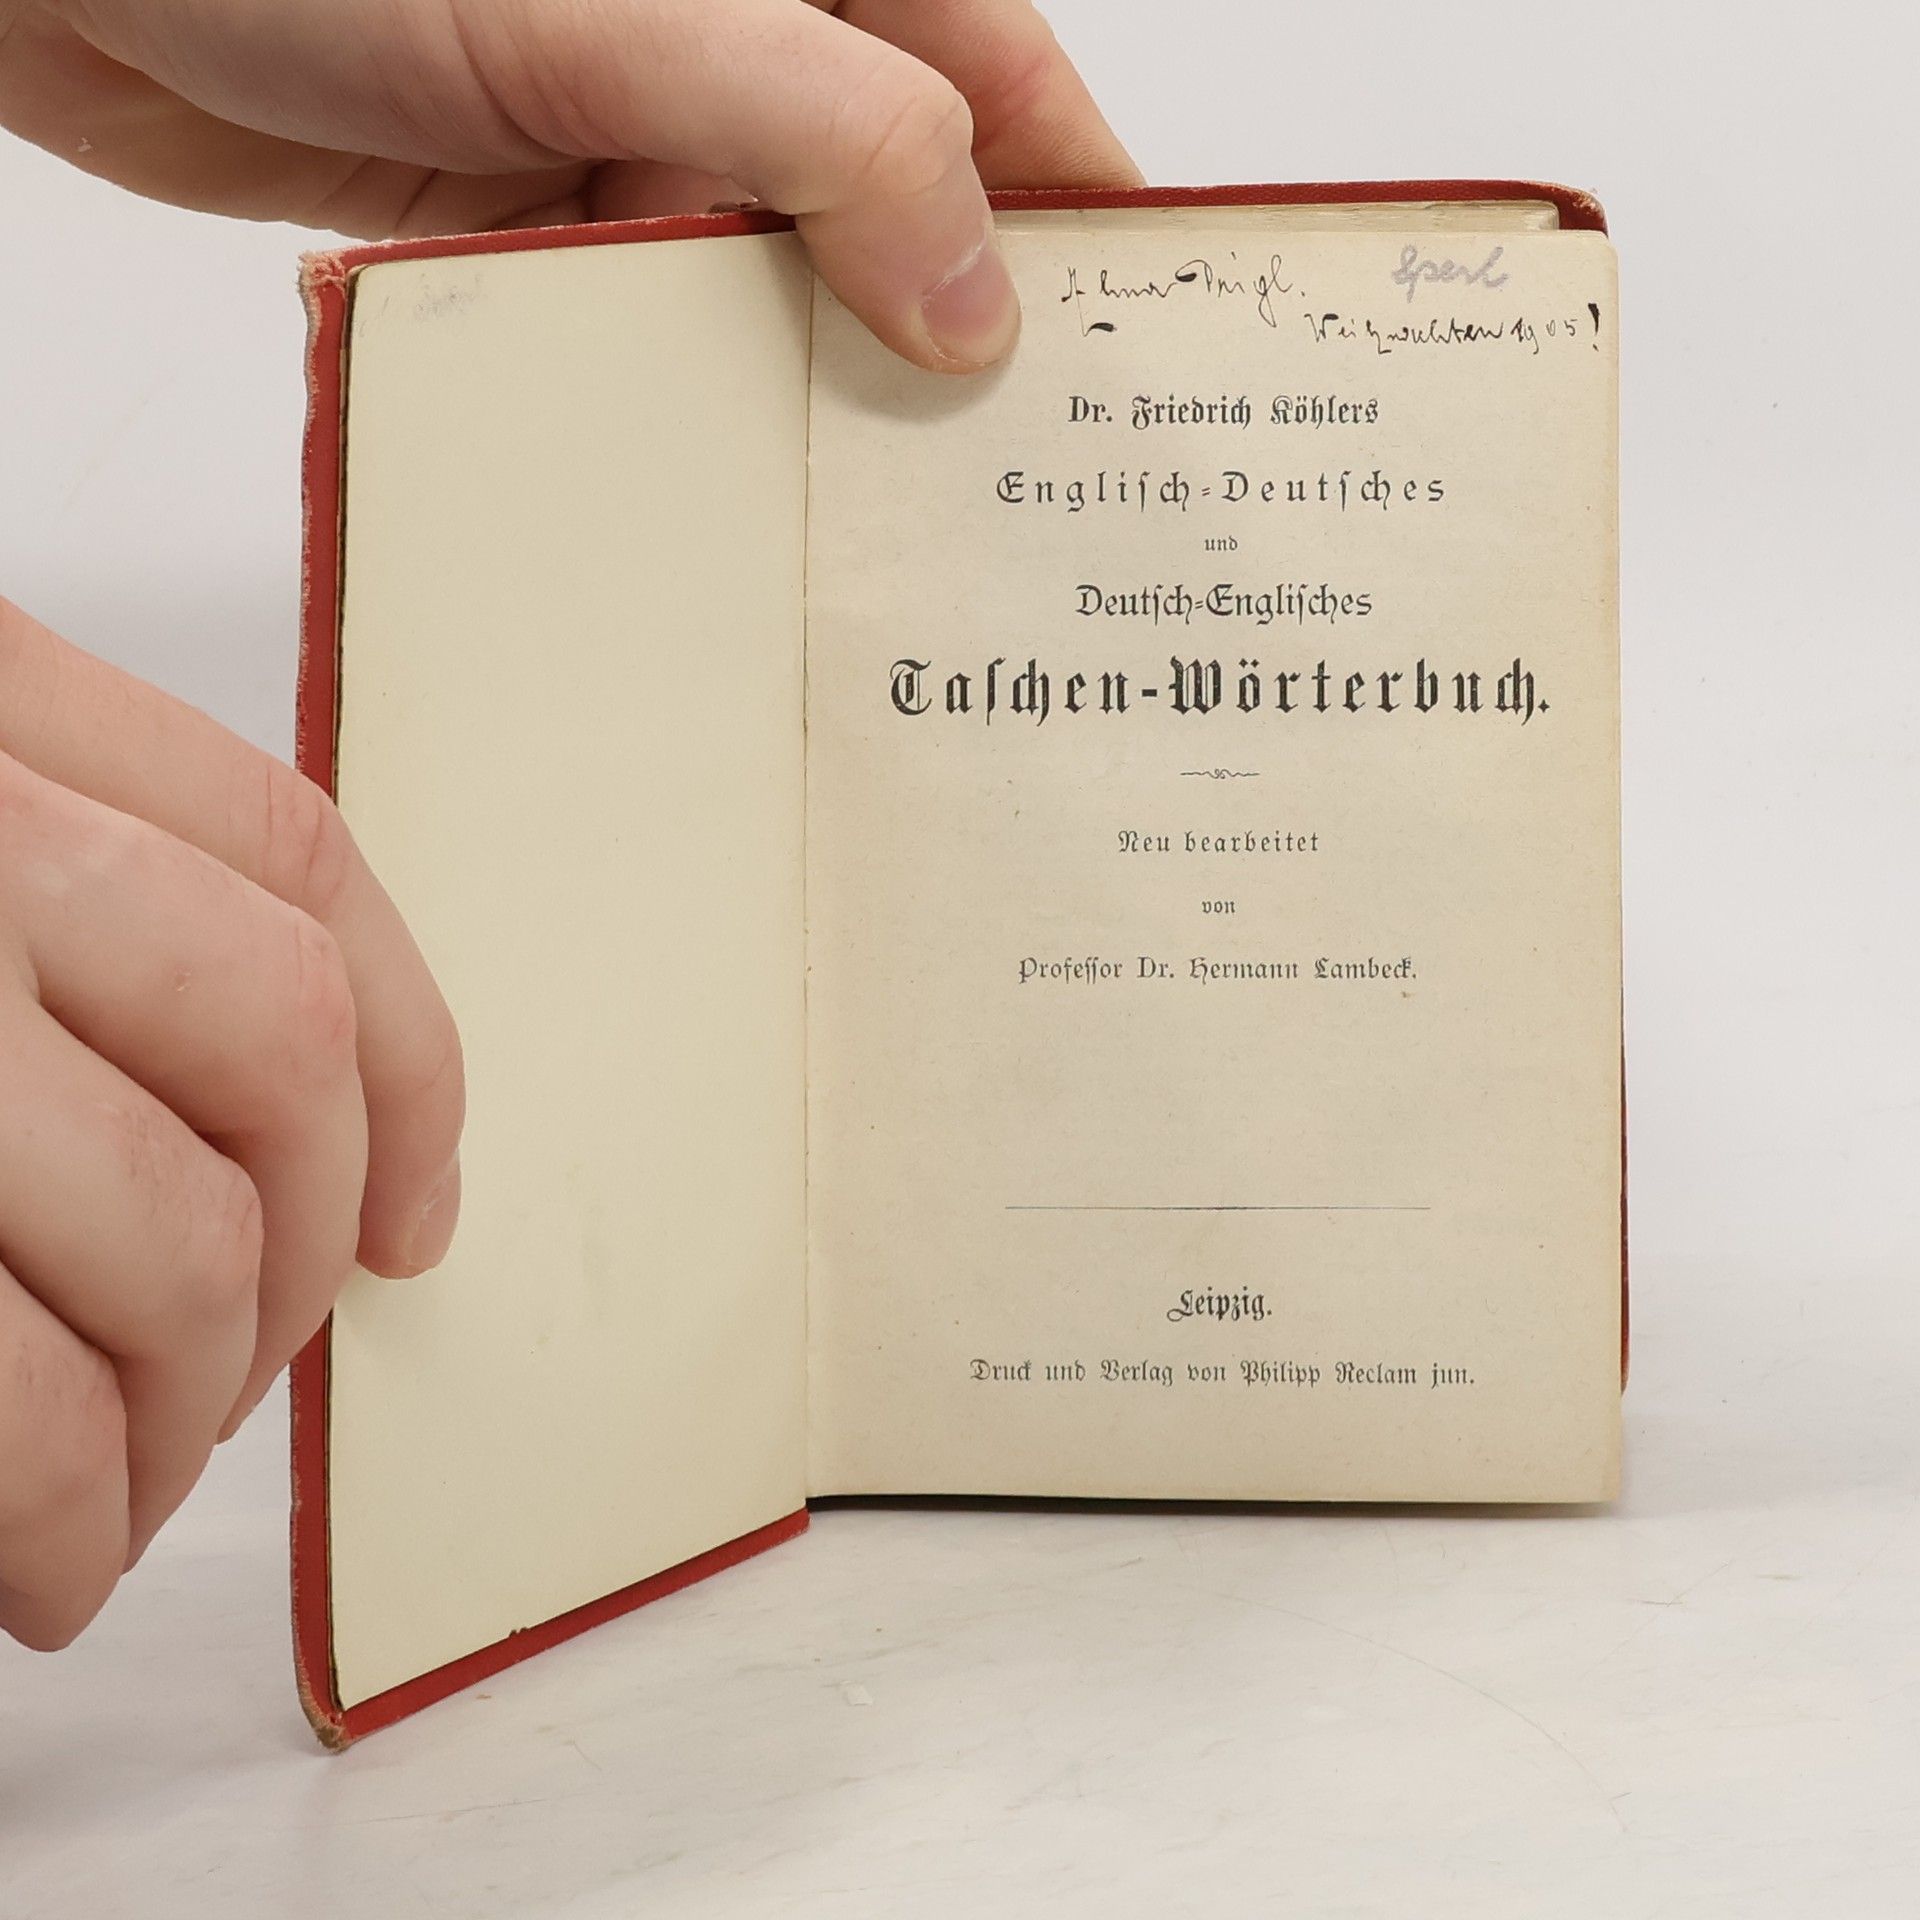 Weihnachten 1905!
Dr. Friedrich Köhlers
Engliſch-Deutſches
und
Deutſch-Engliſches
Taſchen-Wörterbuch.
Neu bearbeitet
von
Profeſſor Dr. Hermann Lambeck.
Leipzig.
Druck und Verlag von Philipp Reclam jun.